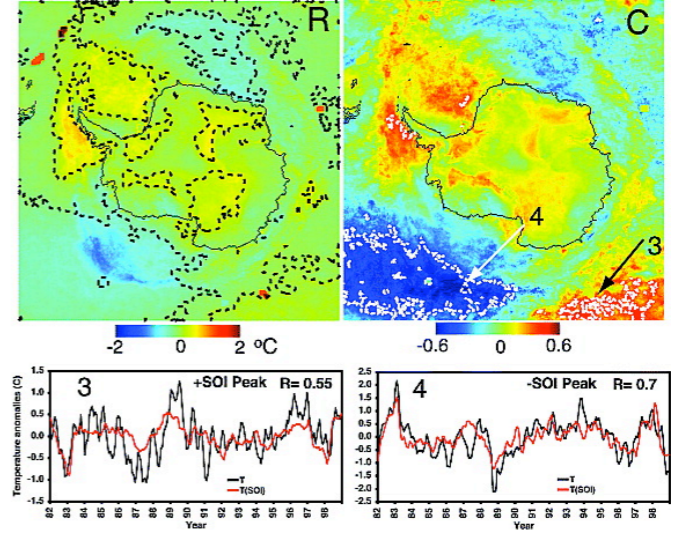 R
C
4
3
-2 0 2 ºC
-0.6 0 0.6
3 +SOI Peak R= 0.55
Temperature anomalies (C)
1.5
1.0
0.5
0.0
-0.5
-1.0
-1.5
T
T(SOI)
82 83 84 85 86 87 88 89 90 91 92 93 94 95 96 97 98
Year
4 -SOI Peak R= 0.7
2.5
2.0
1.5
1.0
0.5
0.0
-0.5
-1.0
-1.5
-2.0
-2.5
T
T(SOI)
82 83 84 85 86 87 88 89 90 91 92 93 94 95 96 97 98
Year